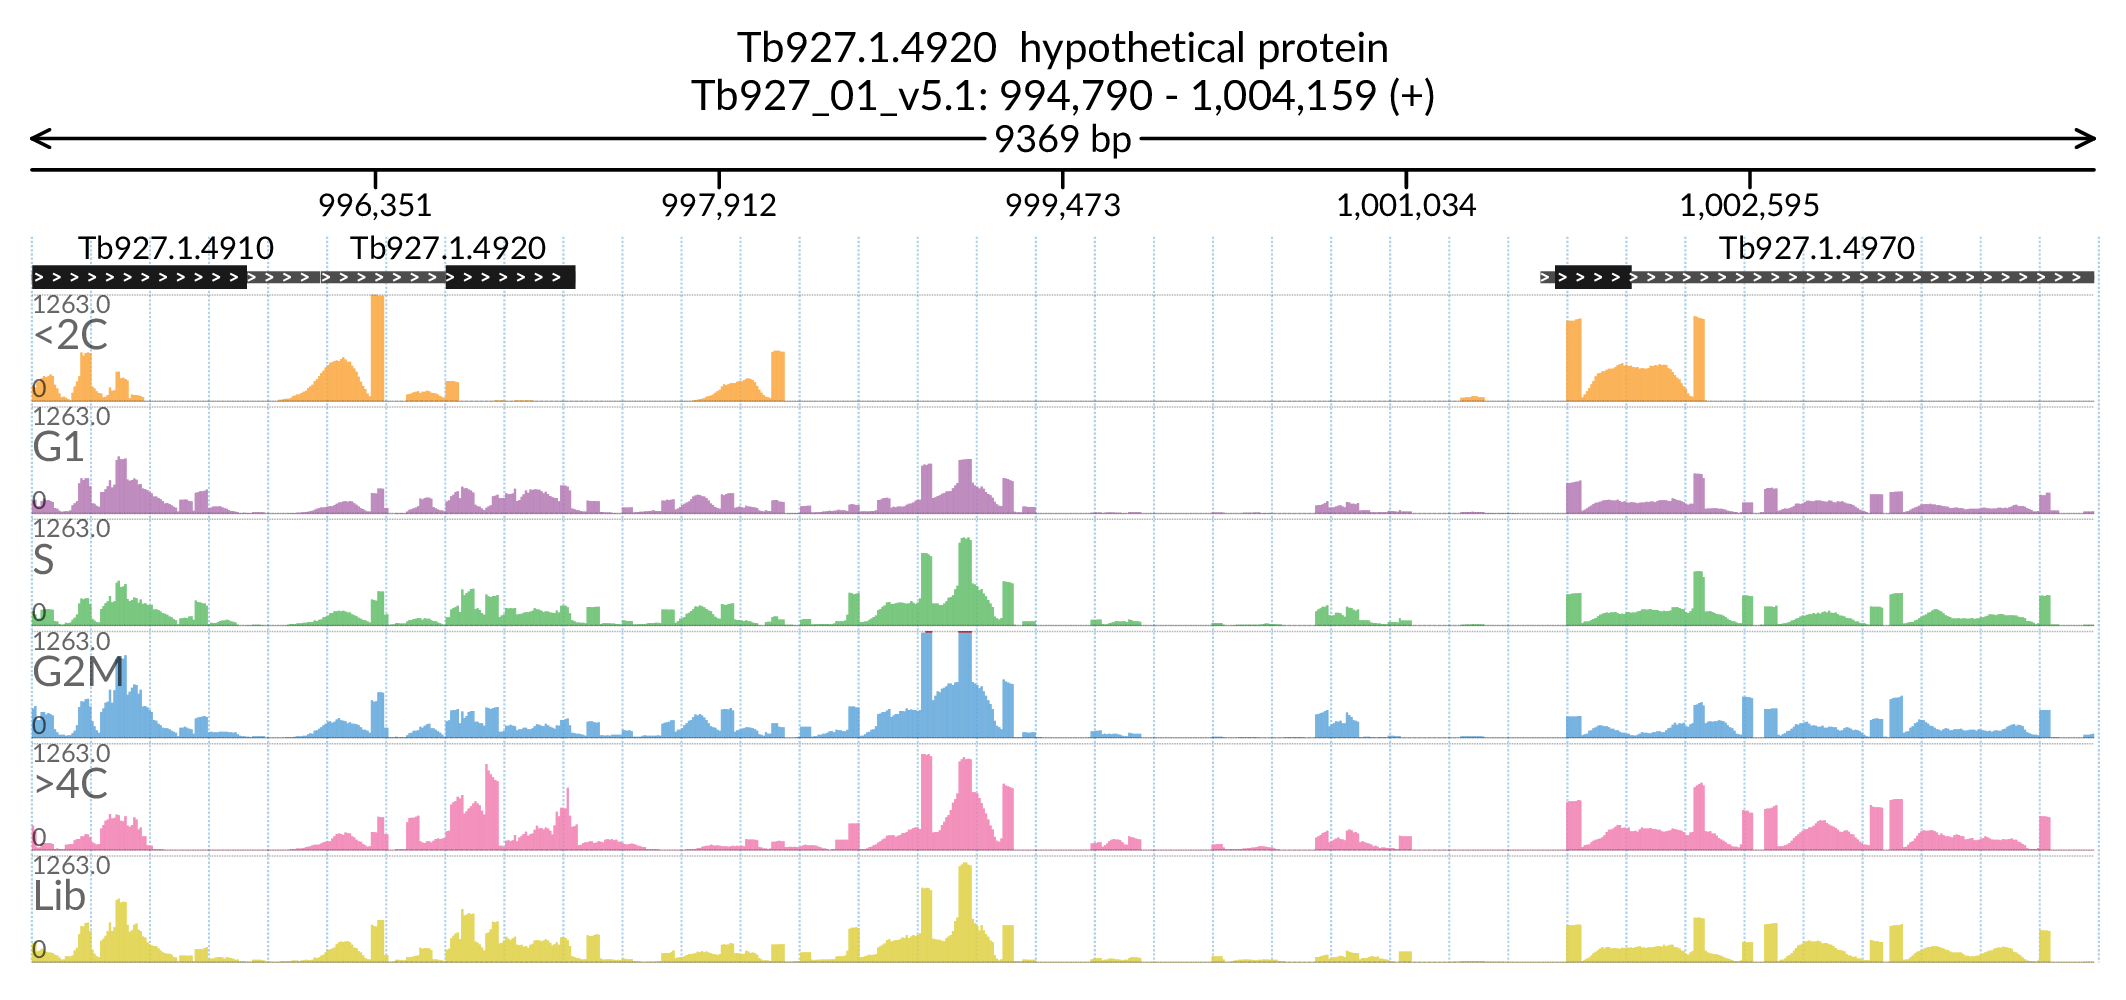 Tb927.1.4920  hypothetical protein
Tb927_01_v5.1: 994,790 - 1,004,159 (+)
9369 bp
996,351 997,912 999,473 1,001,034 1,002,595
Tb927.1.4910 Tb927.1.4920 Tb927.1.4970
1263.0
<2C
0
1263.0
G1
0
1263.0
S
0
1263.0
G2M
0
1263.0
>4C
0
1263.0
Lib
0